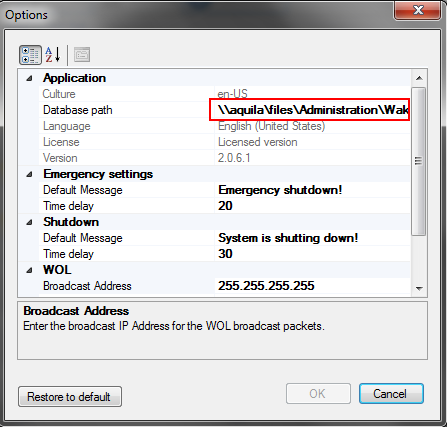 Options
Application
Culture en-US
Database path \\aquila\files\Administration\Wak
Language English (United States)
License Licensed version
Version 2.0.6.1
Emergency settings
Default Message Emergency shutdown!
Time delay 20
Shutdown
Default Message System is shutting down!
Time delay 30
WOL
Broadcast Address 255.255.255.255
Broadcast Address
Enter the broadcast IP Address for the WOL broadcast packets.
Restore to default OK Cancel